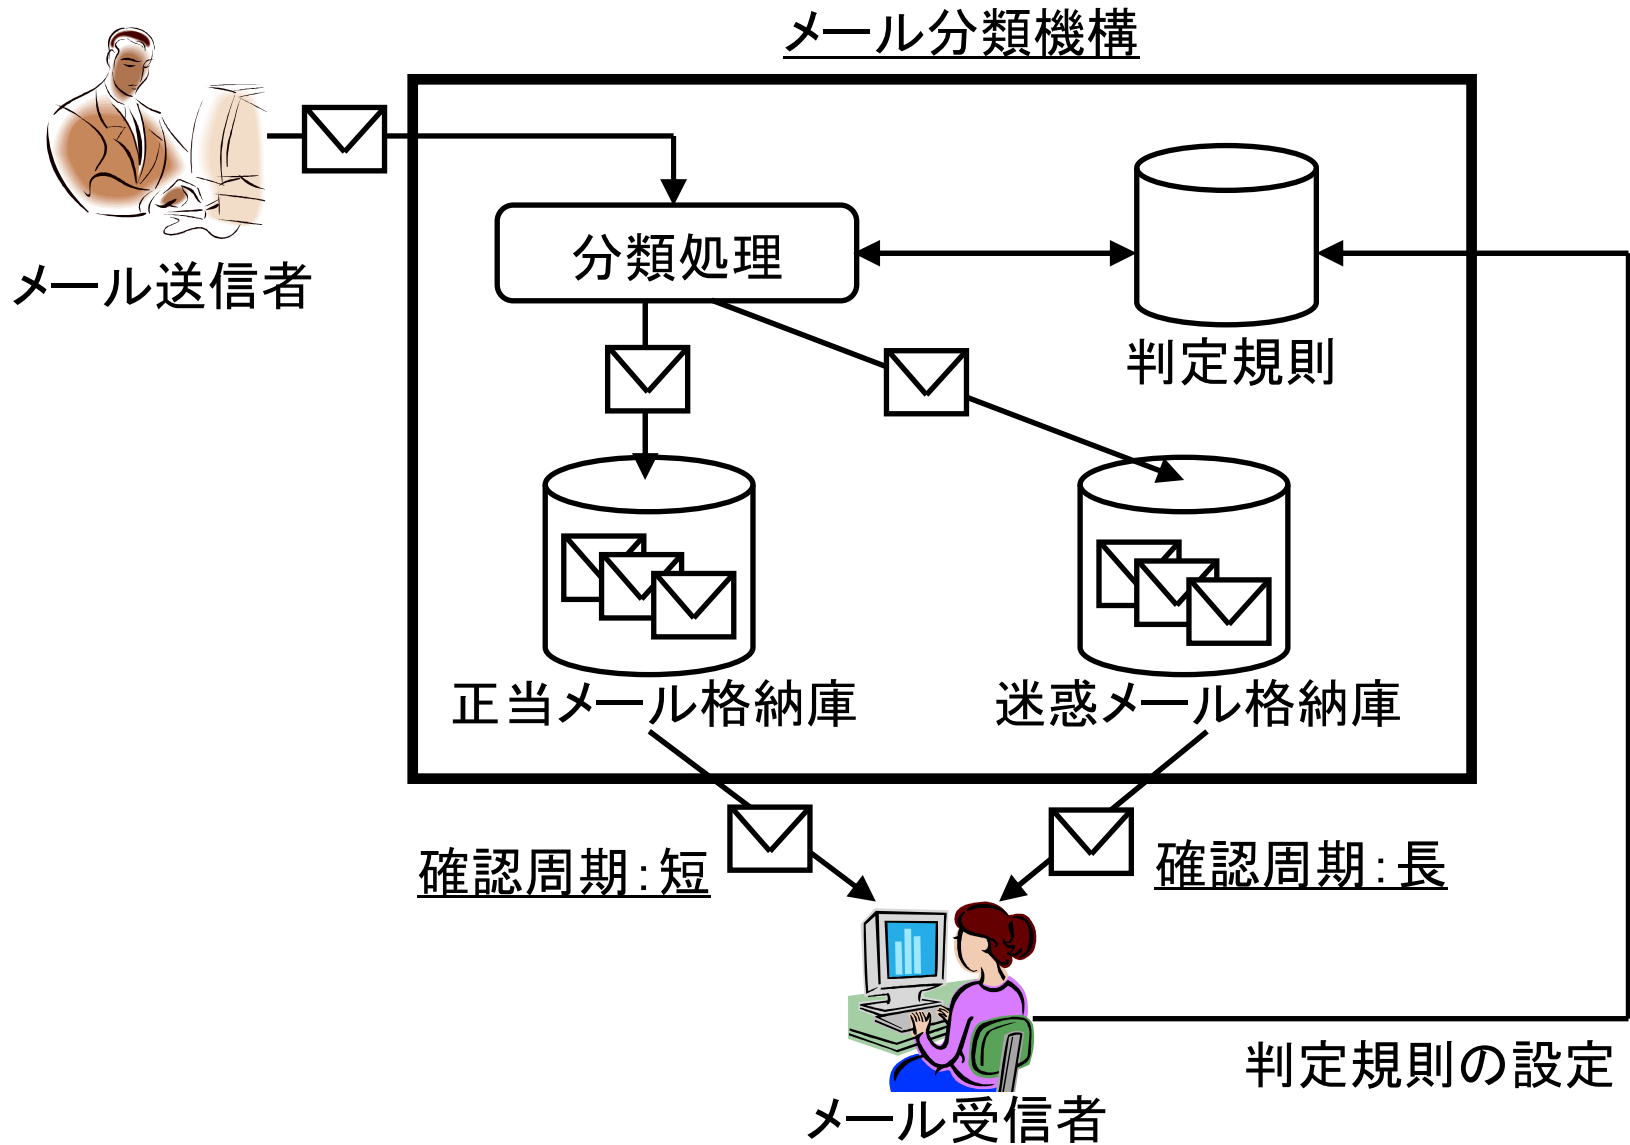 メール分類機構
メール送信者
分類処理
判定規則
正当メール格納庫
迷惑メール格納庫
確認周期：短
確認周期：長
判定規則の設定
メール受信者